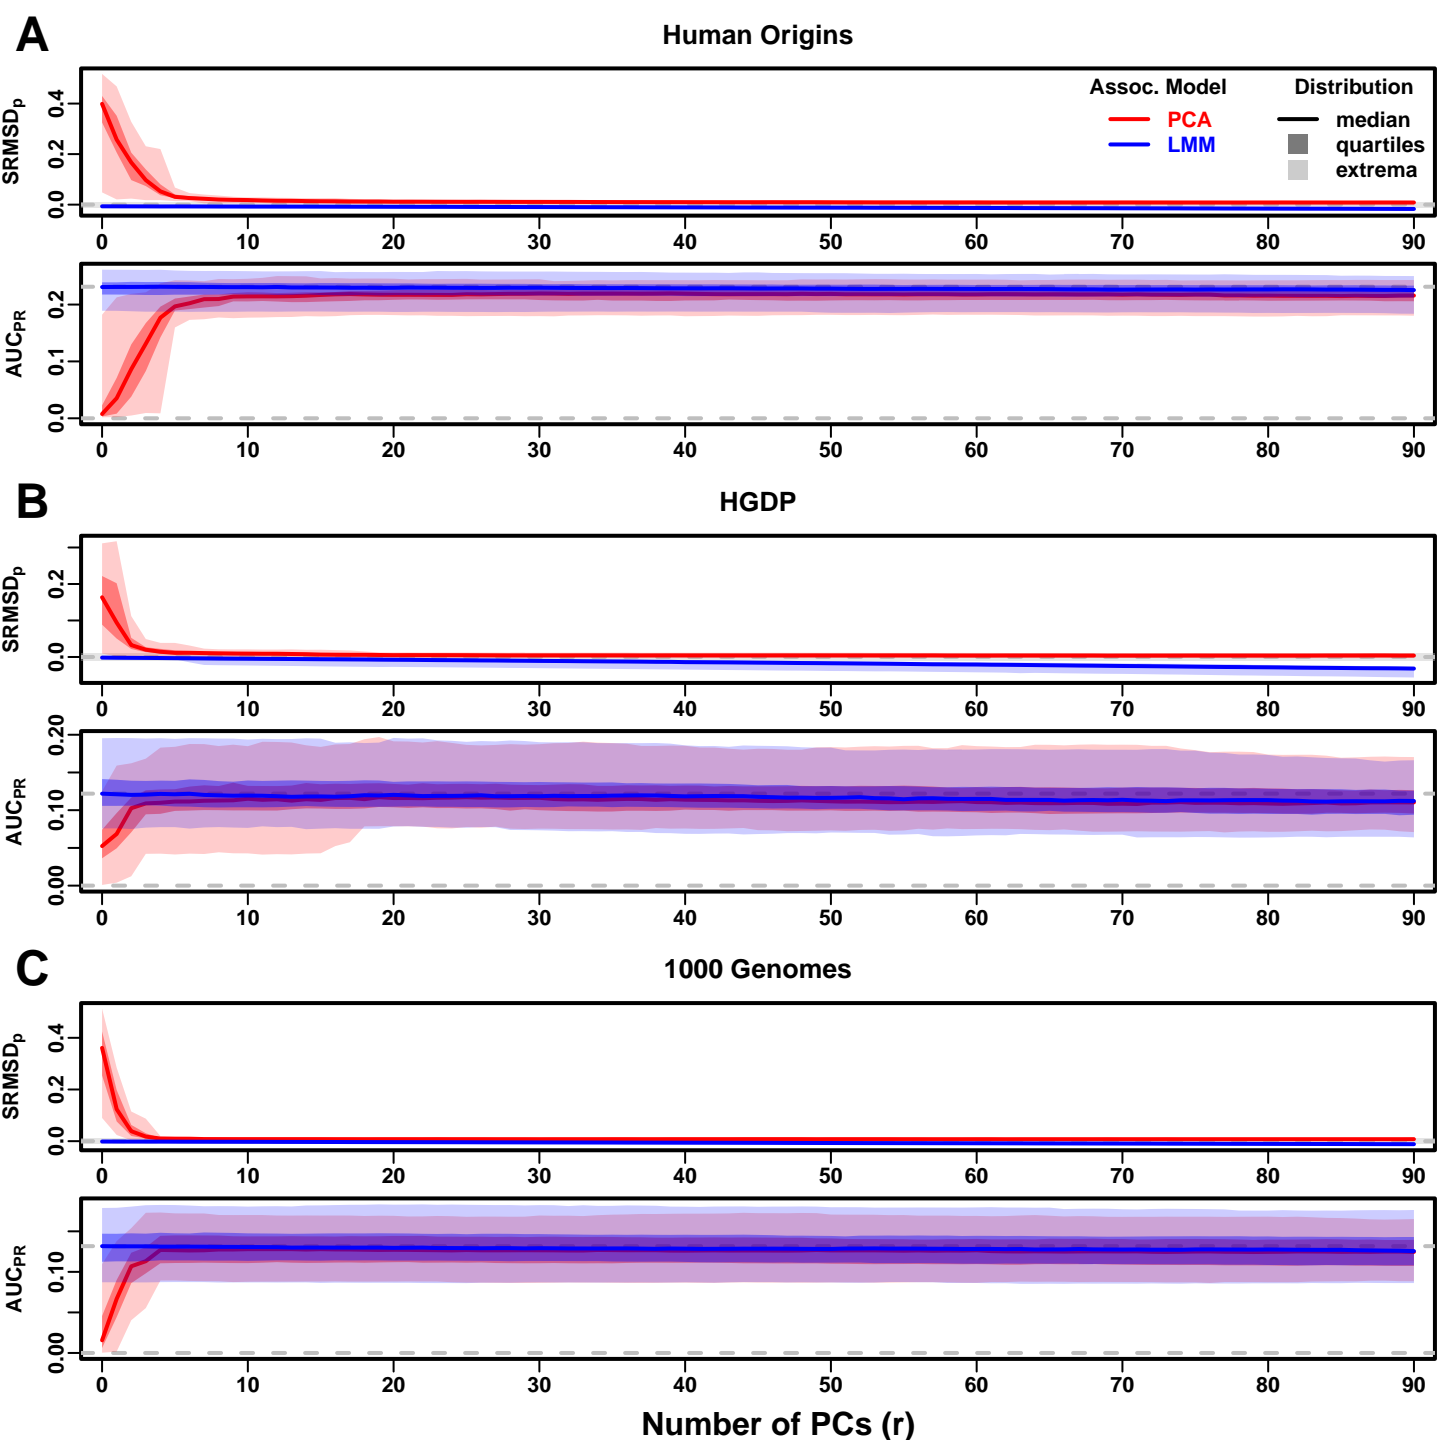 A
Human Origins
SRMSDp
0.0 0.2 0.4
Assoc. Model
PCA
LMM
Distribution
median
quartiles
extrema
0 10 20 30 40 50 60 70 80 90
AUCPR
0.0 0.1 0.2
0 10 20 30 40 50 60 70 80 90
B
HGDP
SRMSDp
0.0 0.2
0 10 20 30 40 50 60 70 80 90
AUCPR
0.00 0.10 0.20
0 10 20 30 40 50 60 70 80 90
C
1000 Genomes
SRMSDp
0.0 0.2 0.4
0 10 20 30 40 50 60 70 80 90
AUCPR
0.00 0.10
0 10 20 30 40 50 60 70 80 90
Number of PCs (r)